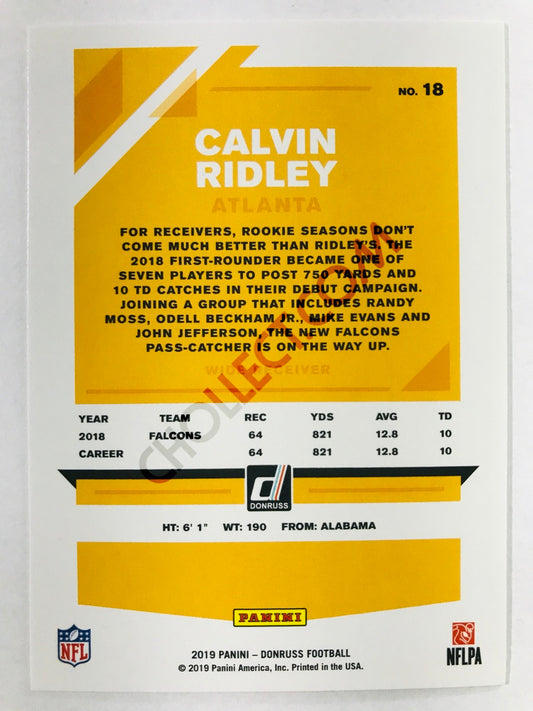 NO. 18
CALVIN
RIDLEY
ATLANTA
FOR RECEIVERS, ROOKIE SEASONS DON'T
COME MUCH BETTER THAN RIDLEY'S. THE
2018 FIRST-ROUNDER BECAME ONE OF
SEVEN PLAYERS TO POST 750 YARDS AND
10 TD CATCHES IN THEIR DEBUT CAMPAIGN.
JOINING A GROUP THAT INCLUDES RANDY
MOSS, ODELL BECKHAM JR., MIKE EVANS AND
JOHN JEFFERSON, THE NEW FALCONS
PASS-CATCHER IS ON THE WAY UP.
WIDE RECEIVER
CHOLLECT.COM
YEAR TEAM REC YDS AVG TD
2018 FALCONS 64 821 12.8 10
CAREER 64 821 12.8 10
d
DONRUSS
HT: 6' 1" WT: 190 FROM: ALABAMA
PANINI
NFL
2019 PANINI – DONRUSS FOOTBALL
© 2019 Panini America, Inc. Printed in the USA.
NFLPA